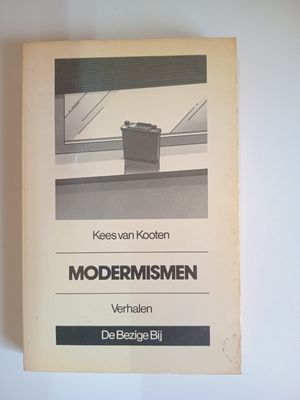 Kees van Kooten
MODERMISMEN
Verhalen
De Bezige Bij